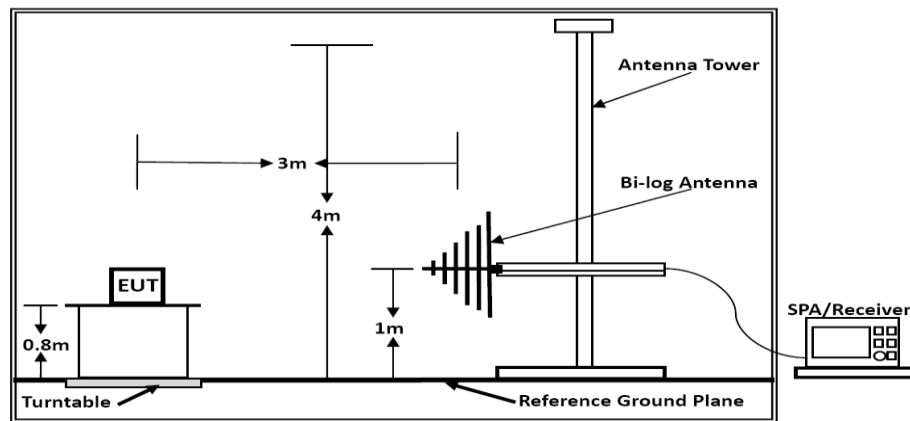 Antenna Tower
3m
Bi-log Antenna
4m
EUT
SPA/Receiver
1m
0.8m
Turntable
Reference Ground Plane